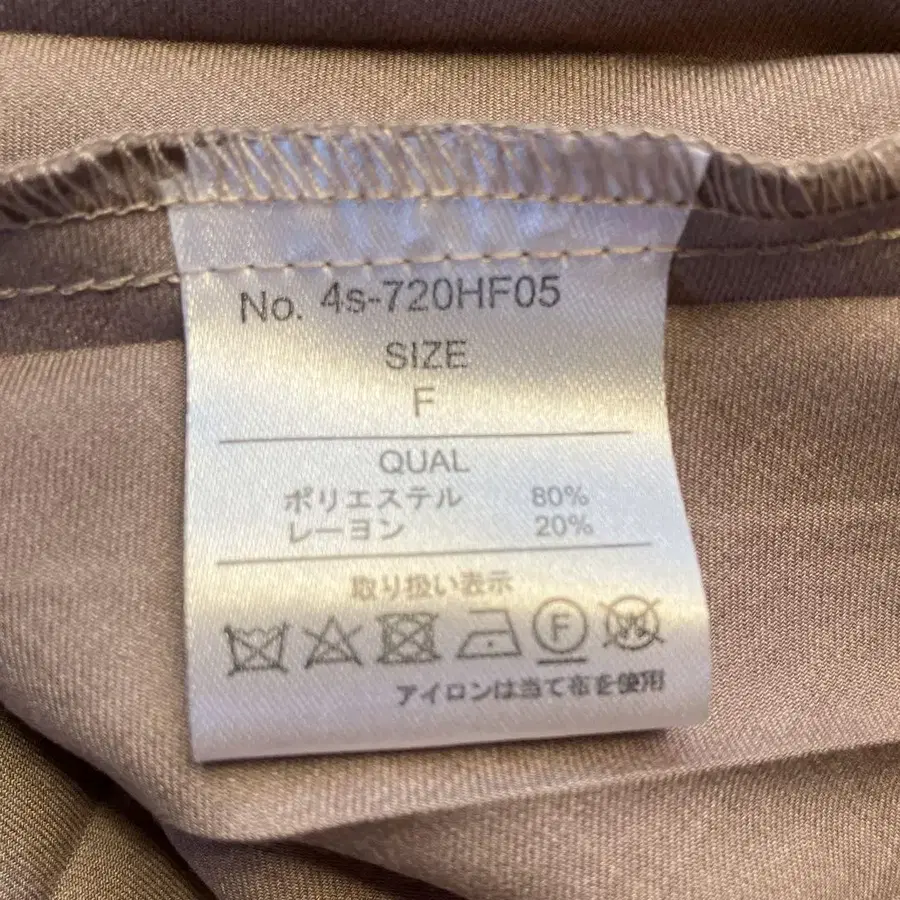 No. 4s-720HF05
SIZE
F
QUAL
ポリエステル 80%
レーヨン 20%
取り扱い表示
F
アイロンは当て布を使用